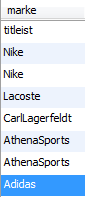 marke
titleist
Nike
Nike
Lacoste
CarlLagerfeldt
AthenaSports
AthenaSports
Adidas